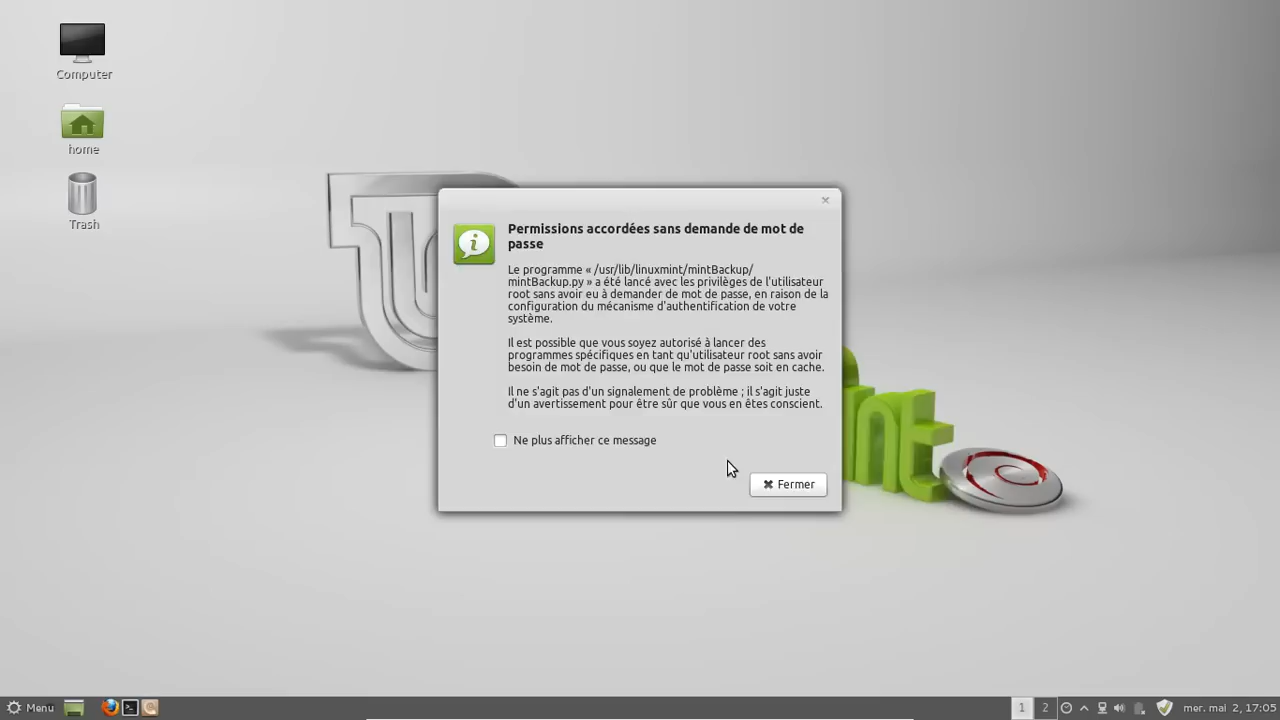 Computer
home
Trash
Permissions accordées sans demande de mot de
passe
Le programme « /usr/lib/linuxmint/mintBackup/
mintBackup.py » a été lancé avec les privilèges de l'utilisateur
root sans avoir eu à demander de mot de passe, en raison de la
configuration du mécanisme d'authentification de votre
système.
Il est possible que vous soyez autorisé à lancer des
programmes spécifiques en tant qu'utilisateur root sans avoir
besoin de mot de passe, ou que le mot de passe soit en cache.
Il ne s'agit pas d'un signalement de problème ; il s'agit juste
d'un avertissement pour être sûr que vous en êtes conscient.
Ne plus afficher ce message
Fermer
Menu
1
2
mer. mai 2, 17:05